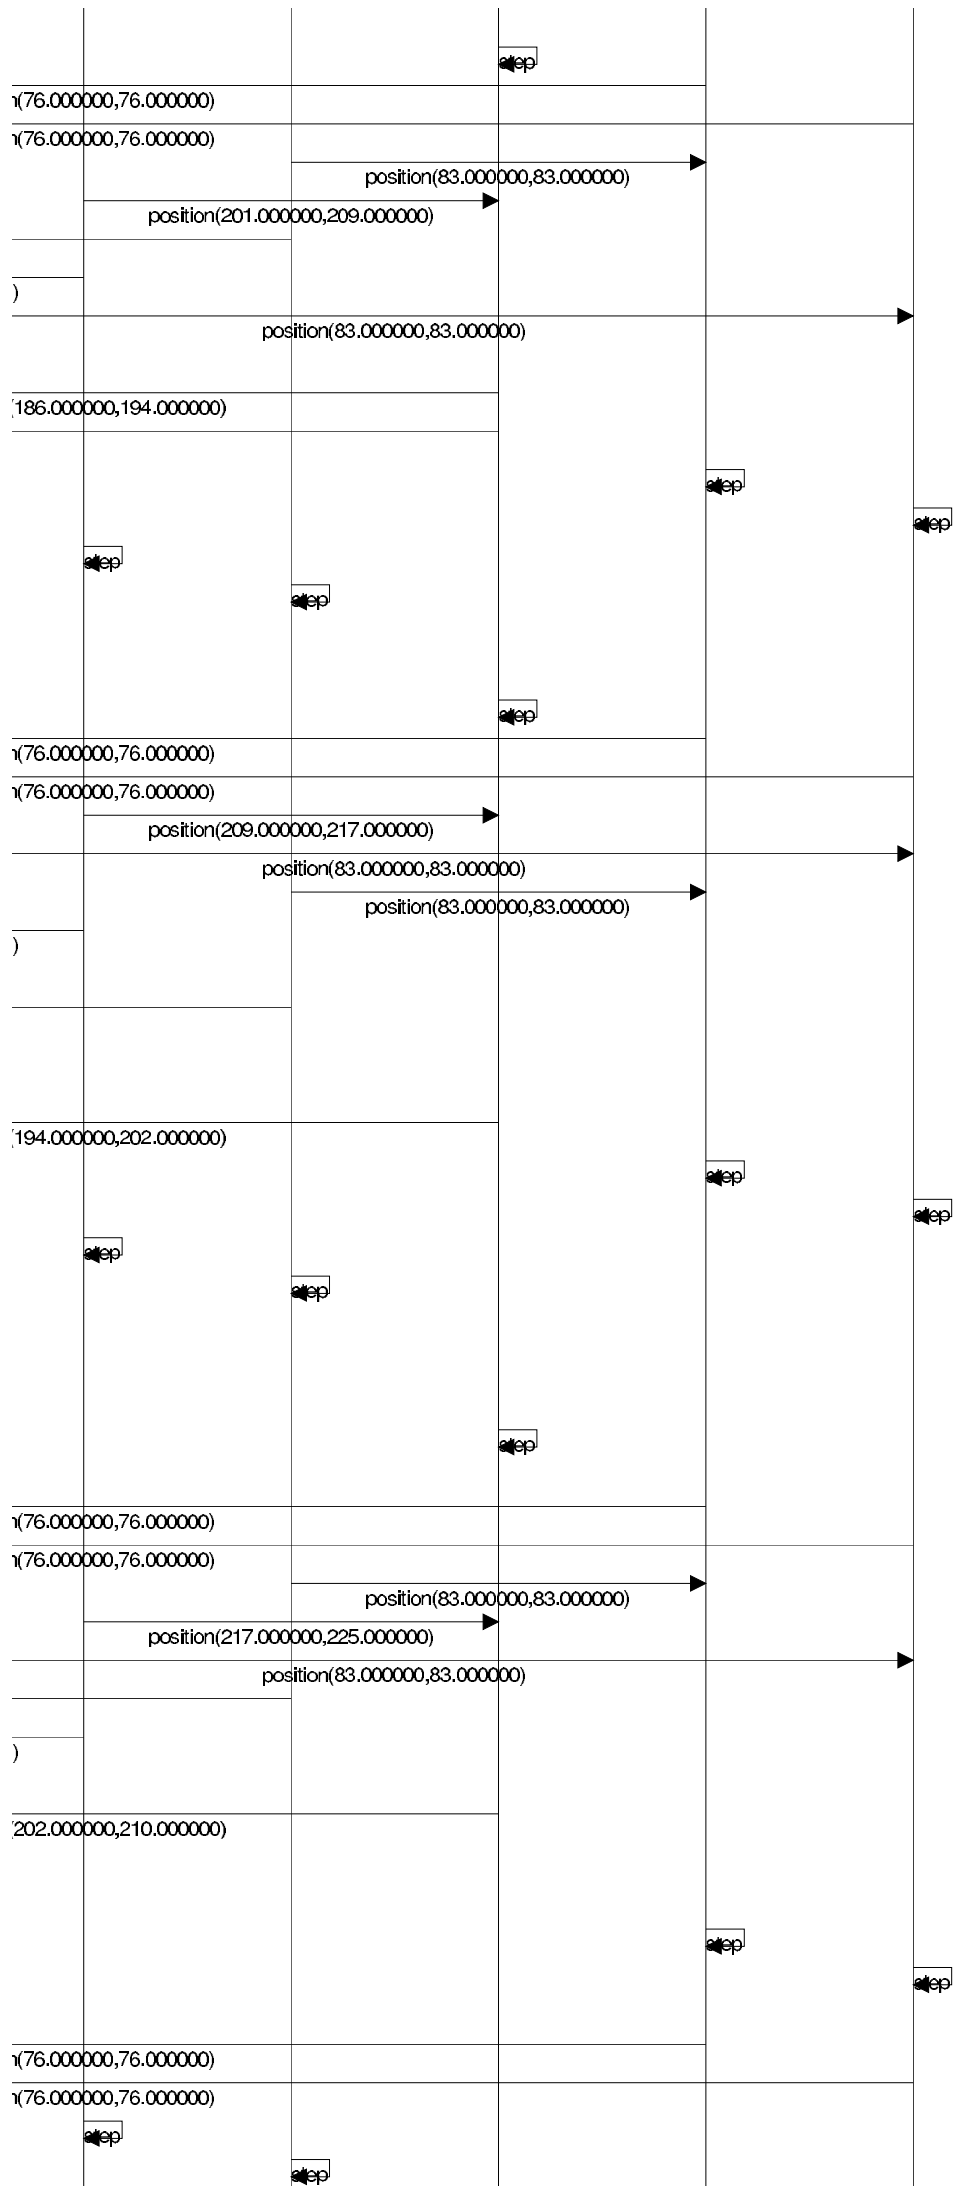 step
n(76.000000,76.000000)
n(76.000000,76.000000)
position(83.000000,83.000000)
position(201.000000,209.000000)
)
position(83.000000,83.000000)
(186.000000,194.000000)
step
step
step
step
step
n(76.000000,76.000000)
n(76.000000,76.000000)
position(209.000000,217.000000)
position(83.000000,83.000000)
position(83.000000,83.000000)
)
(194.000000,202.000000)
step
step
step
step
step
n(76.000000,76.000000)
n(76.000000,76.000000)
position(83.000000,83.000000)
position(217.000000,225.000000)
position(83.000000,83.000000)
)
(202.000000,210.000000)
step
step
n(76.000000,76.000000)
n(76.000000,76.000000)
step
step